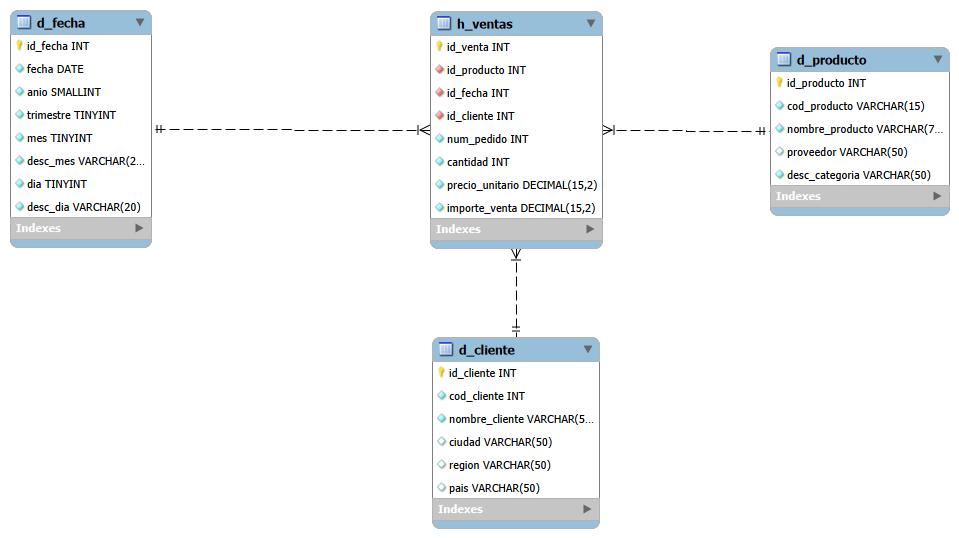 d_fecha
id_fecha INT
fecha DATE
anio SMALLINT
trimestre TINYINT
mes TINYINT
desc_mes VARCHAR(2...
dia TINYINT
desc_dia VARCHAR(20)
Indexes
h_ventas
id_venta INT
id_producto INT
id_fecha INT
id_cliente INT
num_pedido INT
cantidad INT
precio_unitario DECIMAL(15,2)
importe_venta DECIMAL(15,2)
Indexes
d_producto
id_producto INT
cod_producto VARCHAR(15)
nombre_producto VARCHAR(7...
proveedor VARCHAR(50)
desc_categoria VARCHAR(50)
Indexes
d_cliente
id_cliente INT
cod_cliente INT
nombre_cliente VARCHAR(5...
ciudad VARCHAR(50)
region VARCHAR(50)
pais VARCHAR(50)
Indexes